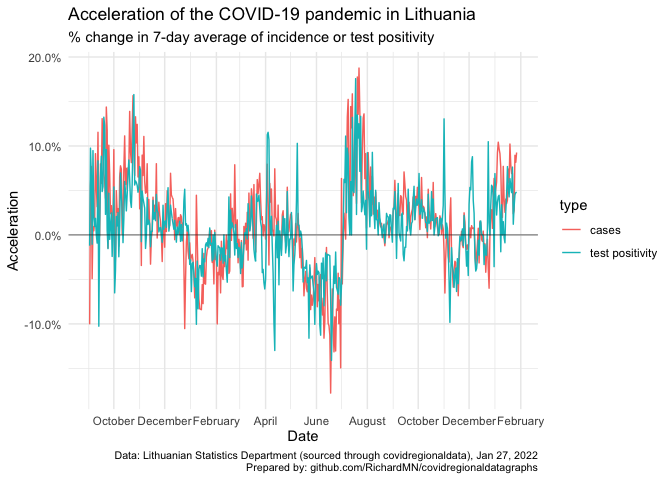 Acceleration of the COVID-19 pandemic in Lithuania
% change in 7-day average of incidence or test positivity
20.0%
10.0%
0.0%
-10.0%
Acceleration
October December February April June August October December February
Date
type
cases
test positivity
Data: Lithuanian Statistics Department (sourced through covidregionaldata), Jan 27, 2022
Prepared by: github.com/RichardMN/covidregionaldatagraphs